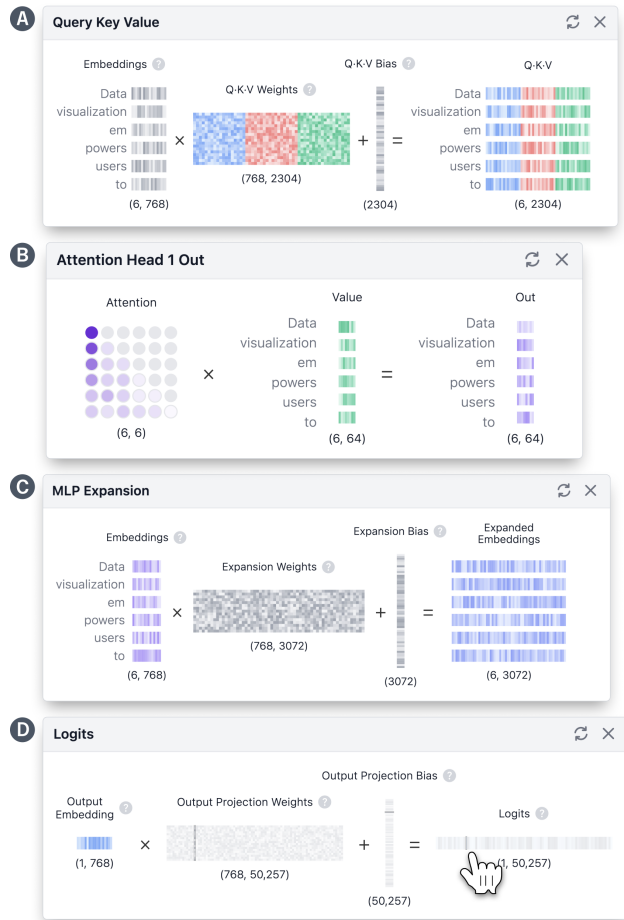 A
Query Key Value
Embeddings ?
Q·K·V Weights ?
Q·K·V Bias ?
Q·K·V
Data
visualization
em
powers
users
to
(6, 768)
×
(768, 2304)
+
(2304)
=
Data
visualization
em
powers
users
to
(6, 2304)
B
Attention Head 1 Out
Attention
(6, 6)
×
Value
Data
visualization
em
powers
users
to
(6, 64)
=
Out
Data
visualization
em
powers
users
to
(6, 64)
C
MLP Expansion
Embeddings ?
Data
visualization
em
powers
users
to
(6, 768)
×
Expansion Weights ?
(768, 3072)
+
Expansion Bias ?
(3072)
=
Expanded
Embeddings
(6, 3072)
D
Logits
Output
Embedding ?
(1, 768)
×
Output Projection Weights ?
(768, 50,257)
+
Output Projection Bias ?
(50,257)
=
Logits ?
(1, 50,257)